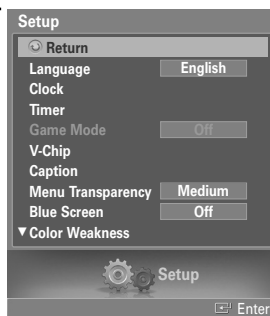 Setup
Return
Language English
Clock
Timer
Game Mode Off
V-Chip
Caption
Menu Transparency Medium
Blue Screen Off
▼ Color Weakness
Setup
Enter